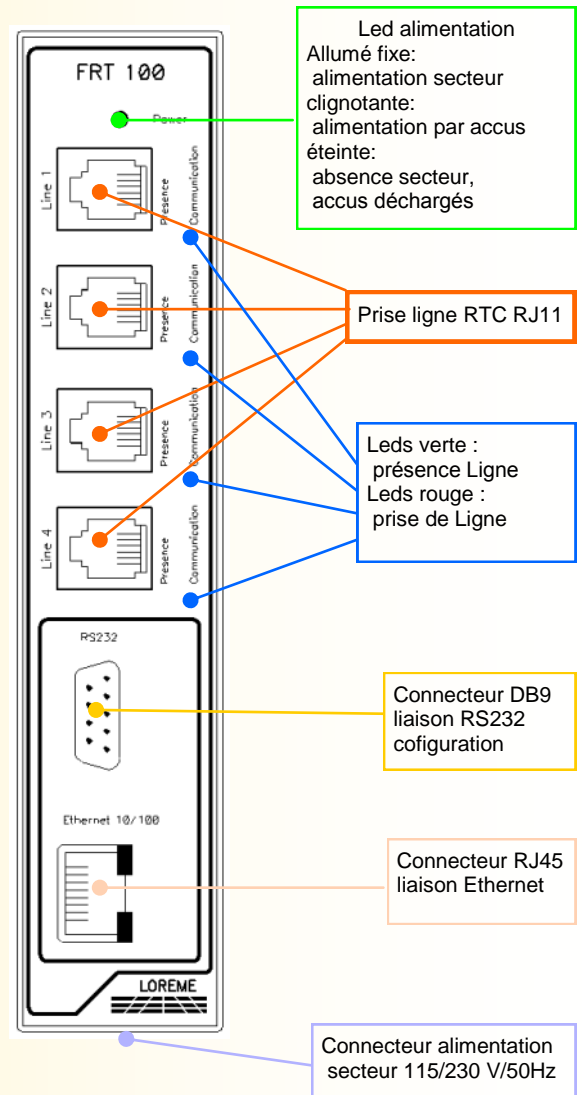 FRT 100
Power
Line 1
Presence
Communication
Line 2
Presence
Communication
Line 3
Presence
Communication
Line 4
Presence
Communication
RS232
Ethernet 10/100
LOREME
Led alimentation
Allumé fixe:
alimentation secteur
clignotante:
alimentation par accus
éteinte:
absence secteur,
accus déchargés
Prise ligne RTC RJ11
Leds verte :
présence Ligne
Leds rouge :
prise de Ligne
Connecteur DB9
liaison RS232
cofiguration
Connecteur RJ45
liaison Ethernet
Connecteur alimentation
secteur 115/230 V/50Hz